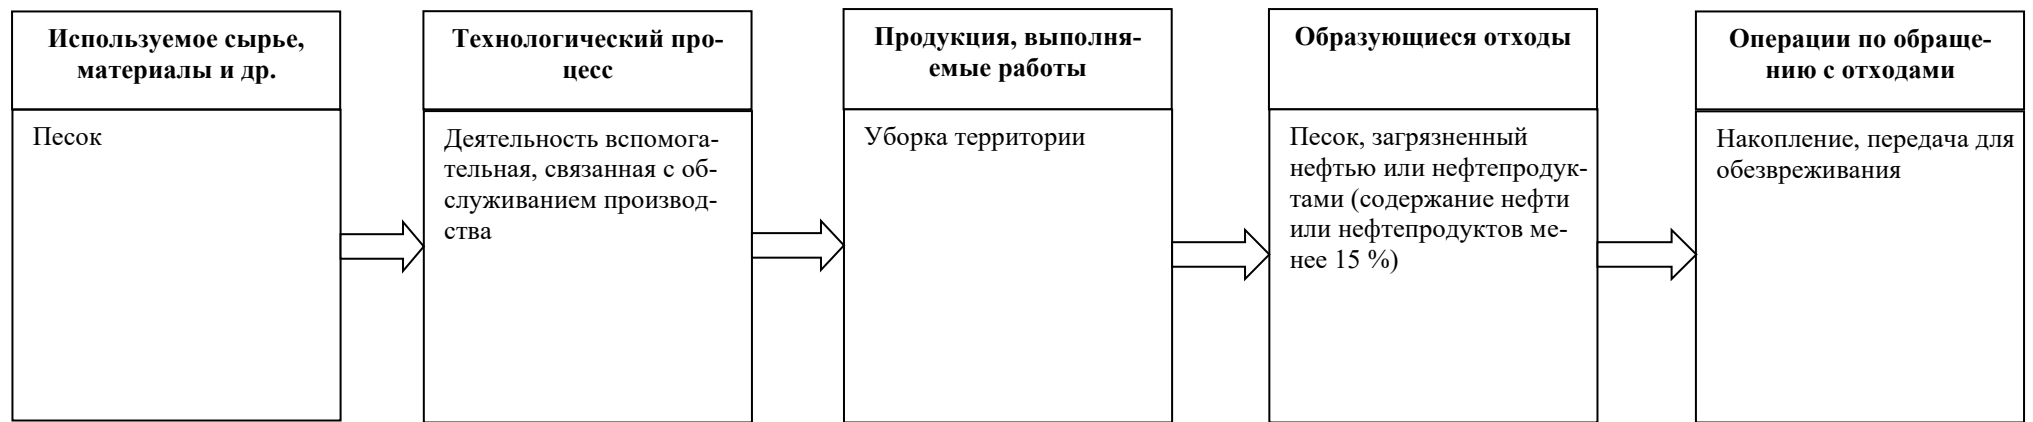 Используемое сырье,
материалы и др.
Песок
Технологический про-
цесс
Деятельность вспомога-
тельная, связанная с об-
служиванием производ-
ства
Продукция, выполня-
емые работы
Уборка территории
Образующиеся отходы
Песок, загрязненный
нефтью или нефтепродук-
тами (содержание нефти
или нефтепродуктов ме-
нее 15 %)
Операции по обраще-
нию с отходами
Накопление, передача для
обезвреживания